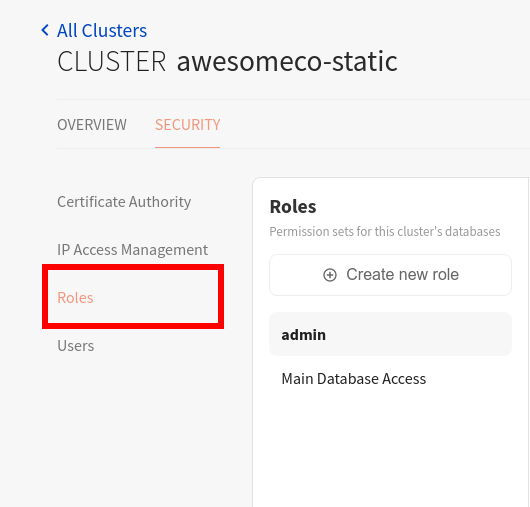 All Clusters
CLUSTER awesomeco-static
OVERVIEW SECURITY
Certificate Authority
IP Access Management
Roles
Users
Roles
Permission sets for this cluster's databases
Create new role
admin
Main Database Access